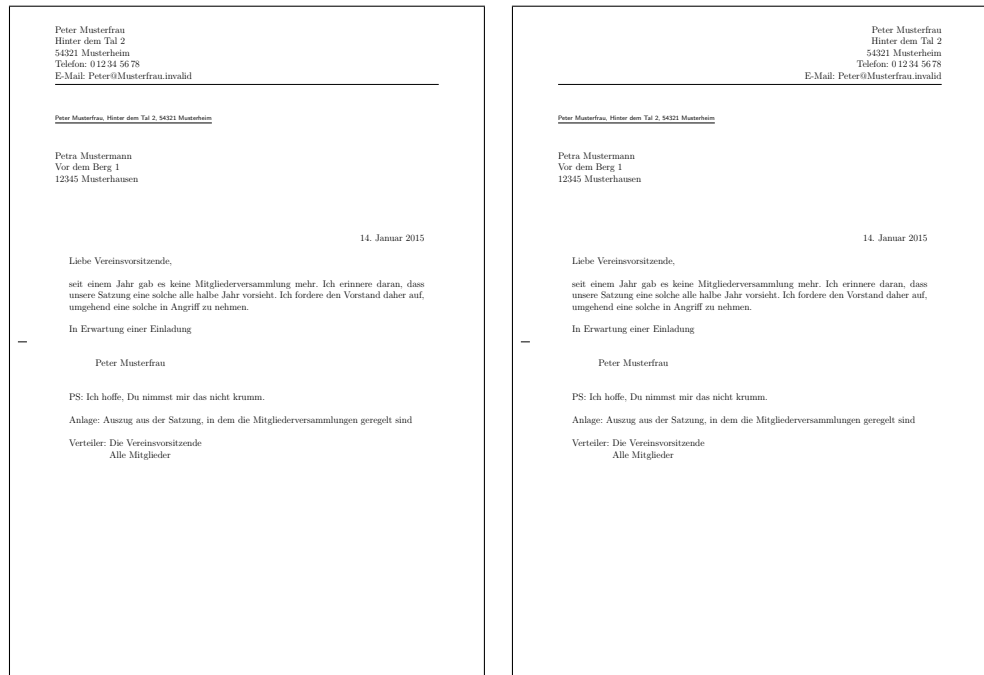 Peter Musterfrau
Hinter dem Tal 2
54321 Musterheim
Telefon: 0 12 34 56 78
E-Mail: Peter@Musterfrau.invalid
Peter Musterfrau, Hinter dem Tal 2, 54321 Musterheim
Petra Mustermann
Vor dem Berg 1
12345 Musterhausen
14. Januar 2015
Liebe Vereinsvorsitzende,
seit einem Jahr gab es keine Mitgliederversammlung mehr. Ich erinnere daran, dass
unsere Satzung eine solche alle halbe Jahr vorsieht. Ich fordere den Vorstand daher auf,
umgehend eine solche in Angriff zu nehmen.
In Erwartung einer Einladung
Peter Musterfrau
PS: Ich hoffe, Du nimmst mir das nicht krumm.
Anlage: Auszug aus der Satzung, in dem die Mitgliederversammlungen geregelt sind
Verteiler: Die Vereinsvorsitzende
Alle Mitglieder
Peter Musterfrau
Hinter dem Tal 2
54321 Musterheim
Telefon: 0 12 34 56 78
E-Mail: Peter@Musterfrau.invalid
Peter Musterfrau, Hinter dem Tal 2, 54321 Musterheim
Petra Mustermann
Vor dem Berg 1
12345 Musterhausen
14. Januar 2015
Liebe Vereinsvorsitzende,
seit einem Jahr gab es keine Mitgliederversammlung mehr. Ich erinnere daran, dass
unsere Satzung eine solche alle halbe Jahr vorsieht. Ich fordere den Vorstand daher auf,
umgehend eine solche in Angriff zu nehmen.
In Erwartung einer Einladung
Peter Musterfrau
PS: Ich hoffe, Du nimmst mir das nicht krumm.
Anlage: Auszug aus der Satzung, in dem die Mitgliederversammlungen geregelt sind
Verteiler: Die Vereinsvorsitzende
Alle Mitglieder